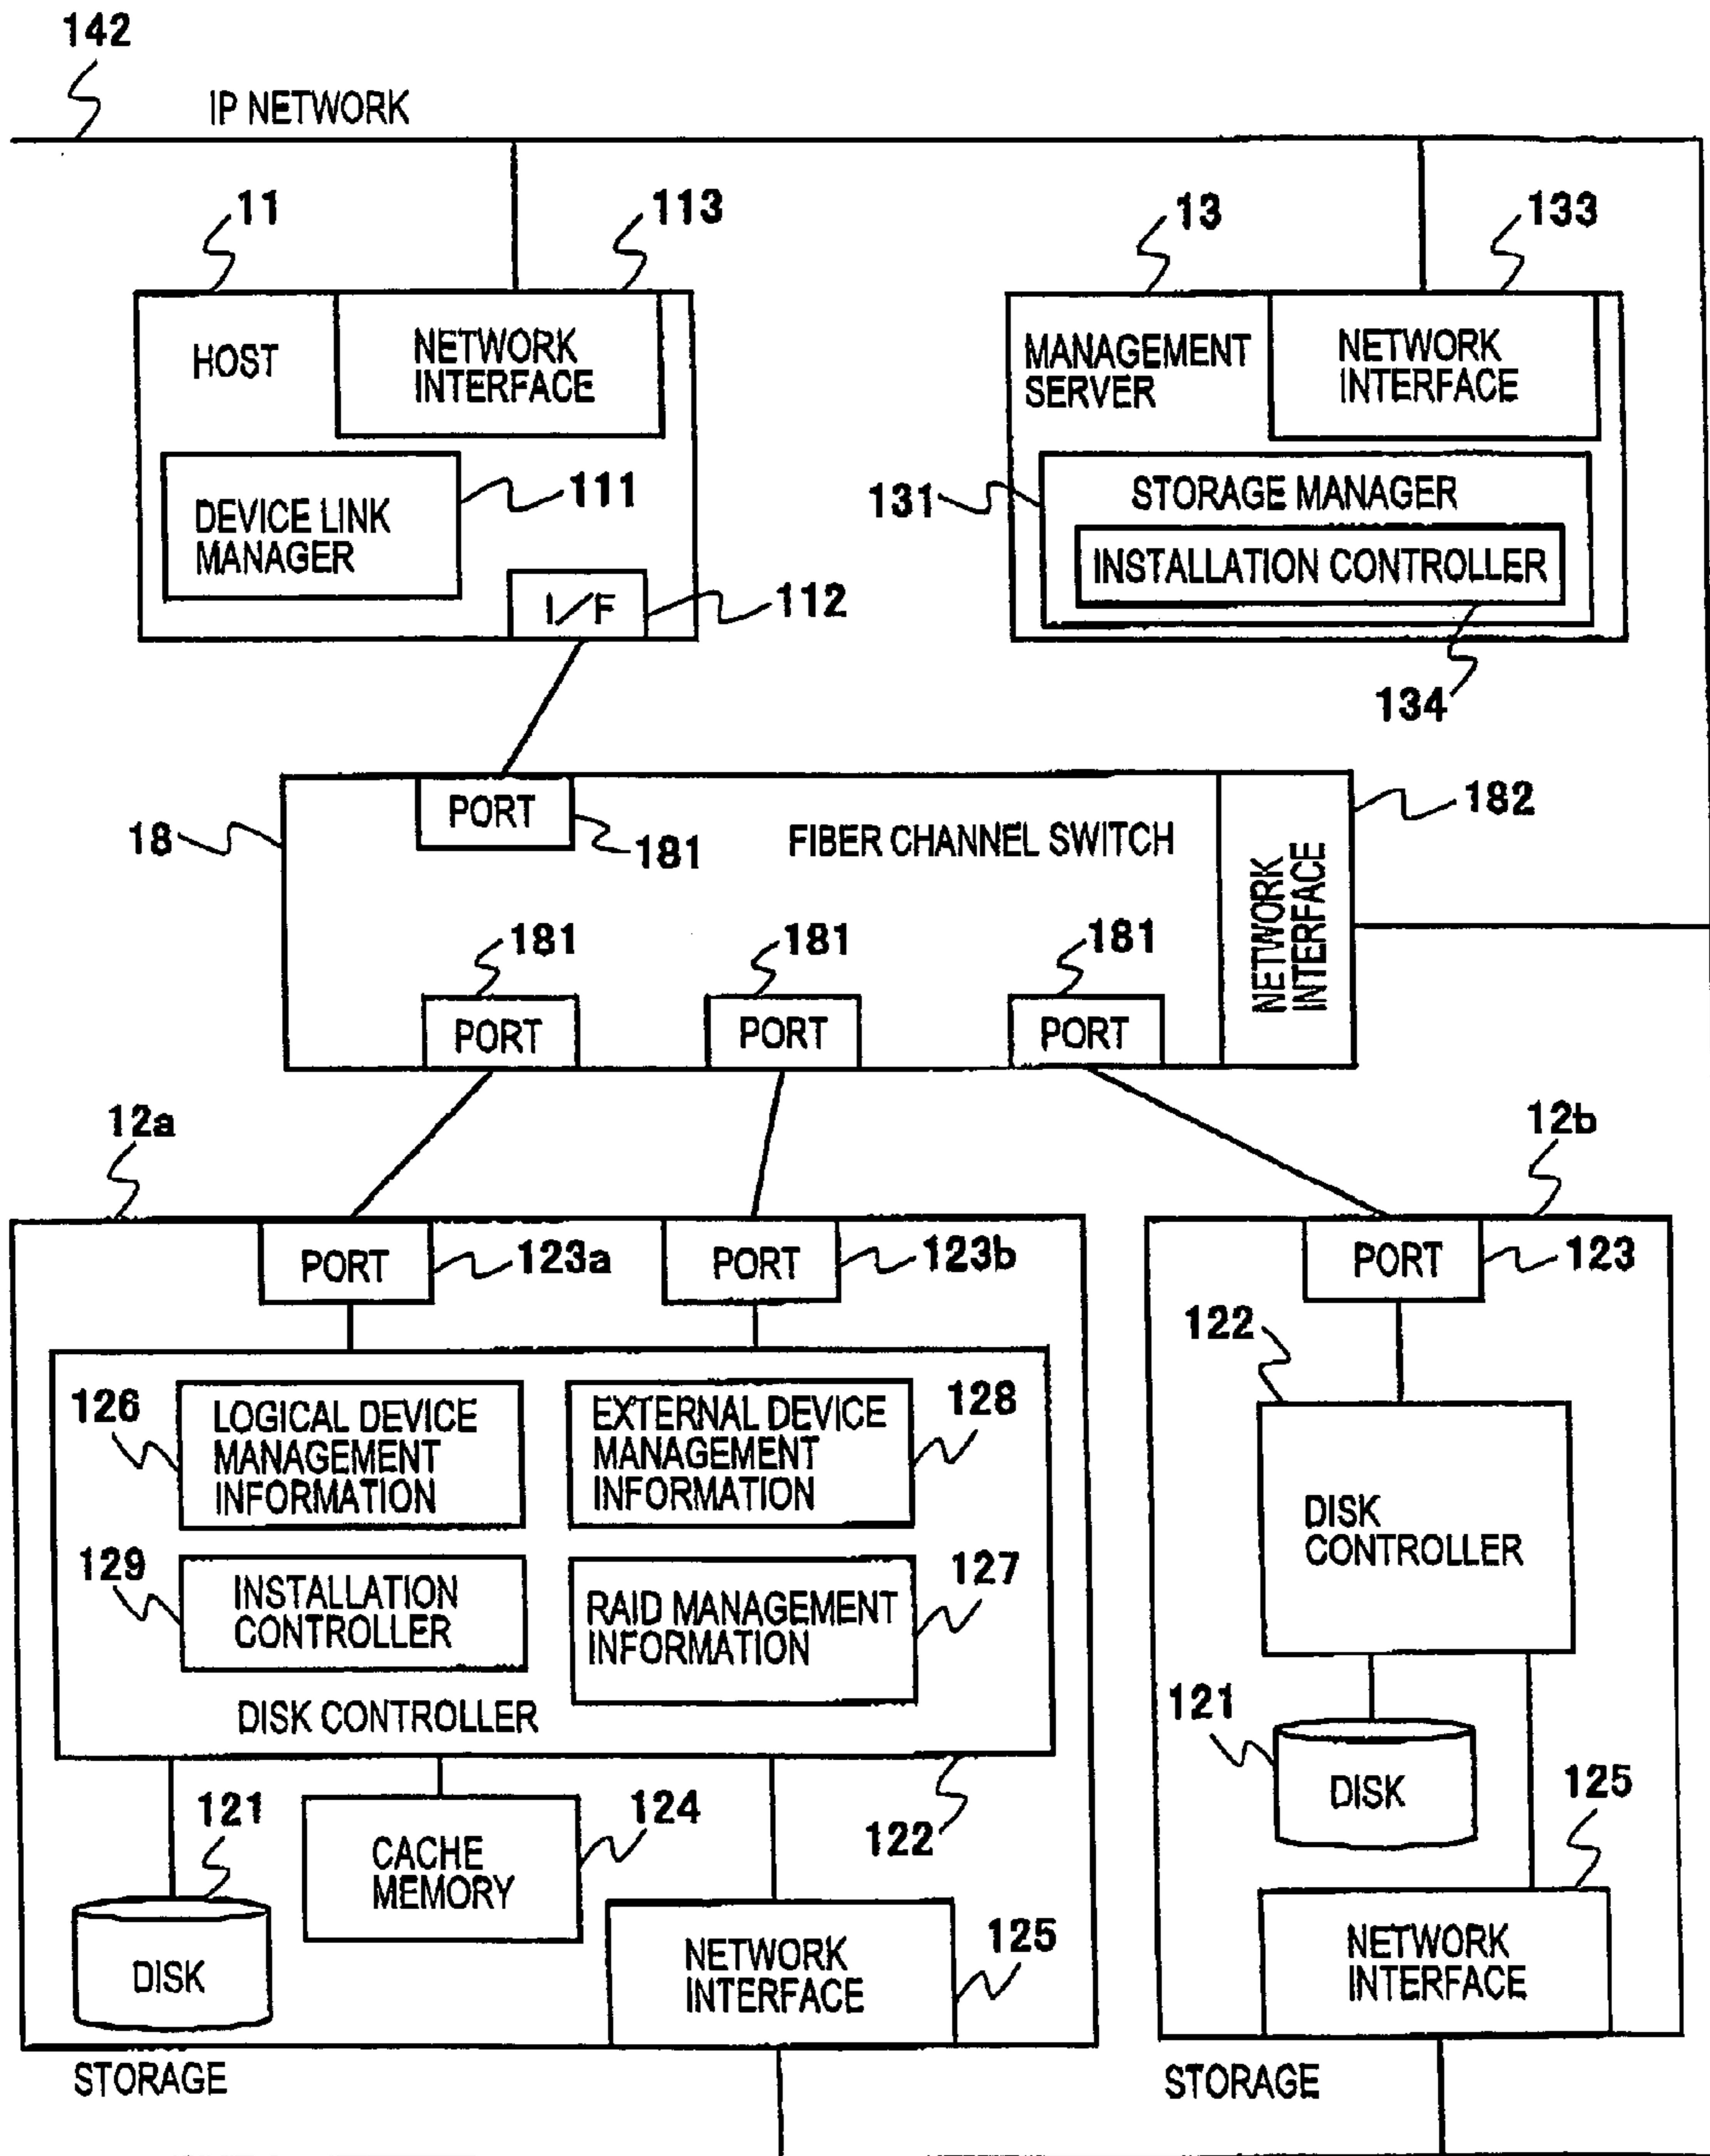 142
IP NETWORK
11
113
13
133
HOST
NETWORK
INTERFACE
MANAGEMENT
SERVER
NETWORK
INTERFACE
DEVICE LINK
MANAGER
111
131
STORAGE MANAGER
INSTALLATION CONTROLLER
I/F
112
134
18
PORT
181
FIBER CHANNEL SWITCH
182
NETWORK
INTERFACE
181
181
181
PORT
PORT
PORT
12a
12b
PORT
123a
PORT
123b
PORT
123
122
126
LOGICAL DEVICE
MANAGEMENT
INFORMATION
EXTERNAL DEVICE
MANAGEMENT
INFORMATION
128
DISK
CONTROLLER
129
INSTALLATION
CONTROLLER
RAID MANAGEMENT
INFORMATION
127
DISK CONTROLLER
121
DISK
121
CACHE
MEMORY
124
122
125
DISK
NETWORK
INTERFACE
125
NETWORK
INTERFACE
STORAGE
STORAGE